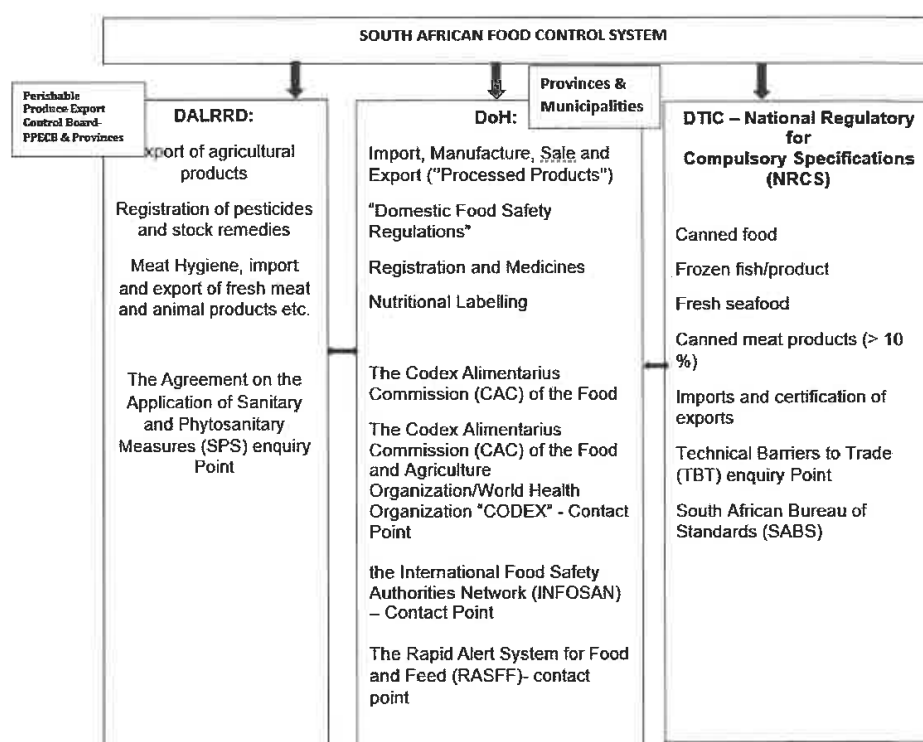 SOUTH AFRICAN FOOD CONTROL SYSTEM
Perishable
Produce Export
Control Board-
PPECB & Provinces
DALRRD:
xport of agricultural
products
Registration of pesticides
and stock remedies
Meat Hygiene, import
and export of fresh meat
and animal products etc.
The Agreement on the
Application of Sanitary
and Phytosanitary
Measures (SPS) enquiry
Point
Provinces &
Municipalities
DoH:
Import, Manufacture, Sale and
Export ("Processed Products")
"Domestic Food Safety
Regulations"
Registration and Medicines
Nutritional Labelling
The Codex Alimentarius
Commission (CAC) of the Food
The Codex Alimentarius
Commission (CAC) of the Food
and Agriculture
Organization/World Health
Organization "CODEX" - Contact
Point
the International Food Safety
Authorities Network (INFOSAN)
– Contact Point
The Rapid Alert System for Food
and Feed (RASFF)- contact
point
DTIC – National Regulatory
for
Compulsory Specifications
(NRCS)
Canned food
Frozen fish/product
Fresh seafood
Canned meat products (> 10
%)
Imports and certification of
exports
Technical Barriers to Trade
(TBT) enquiry Point
South African Bureau of
Standards (SABS)